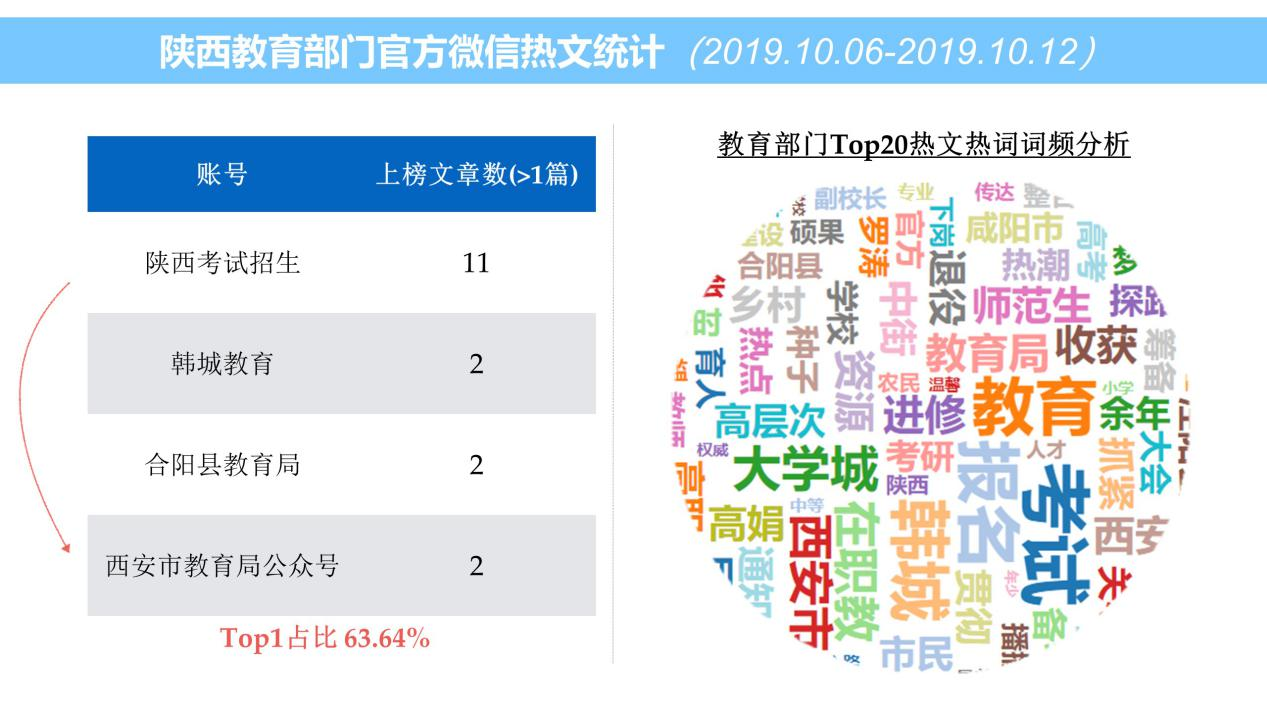 陕西教育部门官方微信热文统计（2019.10.06-2019.10.12）
账号 上榜文章数(>1篇)
陕西考试招生 11
韩城教育 2
合阳县教育局 2
西安市教育局公众号 2
Top1占比 63.64%
教育部门Top20热文热词词频分析
副校长
专业
传达
硕果
罗涛
官方
下岗
咸阳市
高考
合阳县
退役
热潮
乡村
学校
中街
师范生
热点
种子
资源
教育局
收获
筹备
育人
农民
温馨
进修
教育
小学
余年
高层次
权威
大学城
考研
人才
抓紧
大会
陕西
报名
考试
中等
高娟
西安市
在职教
韩城
贯彻
年少
通知
市民